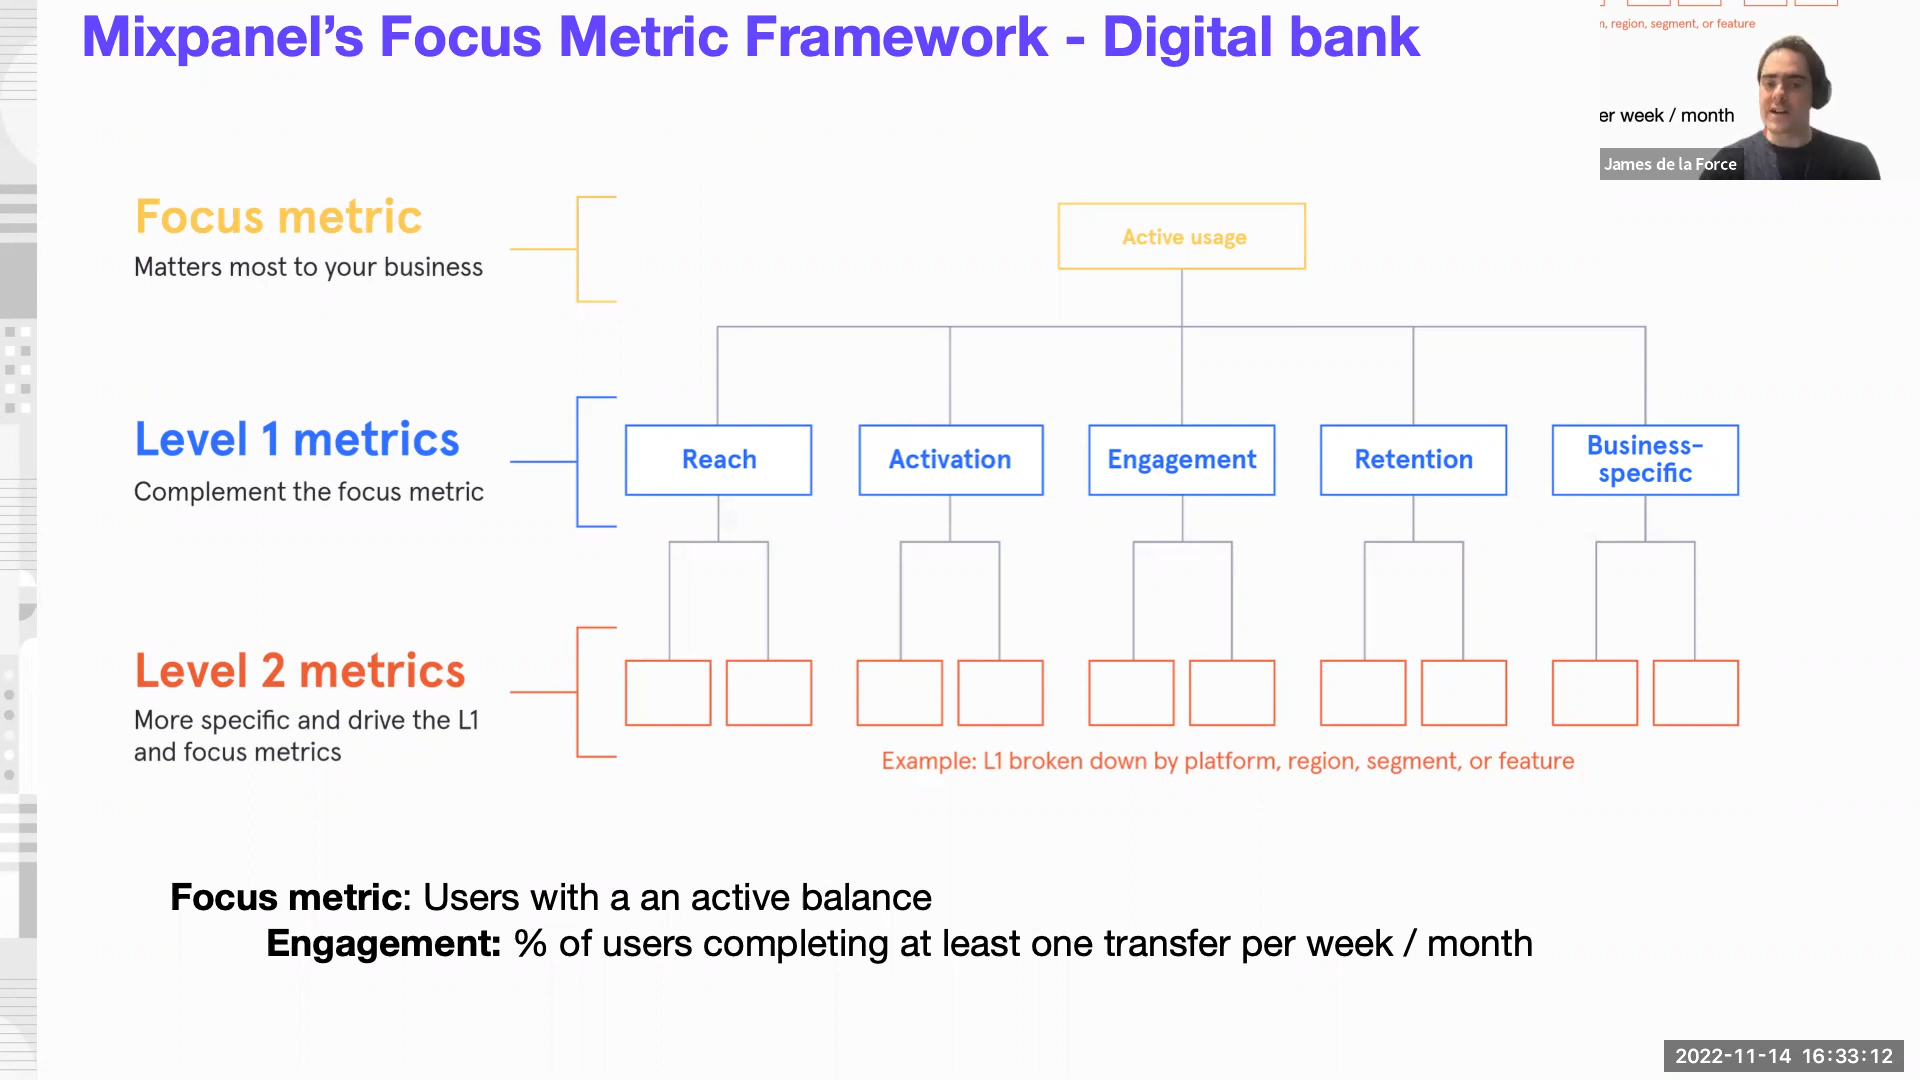 Mixpanel’s Focus Metric Framework - Digital bank
n, region, segment, or feature
er week / month
James de la Force
Focus metric
Matters most to your business
Active usage
Level 1 metrics
Complement the focus metric
Reach
Activation
Engagement
Retention
Business-
specific
Level 2 metrics
More specific and drive the L1
and focus metrics
Example: L1 broken down by platform, region, segment, or feature
Focus metric: Users with a an active balance
Engagement: % of users completing at least one transfer per week / month
2022-11-14 16:33:12